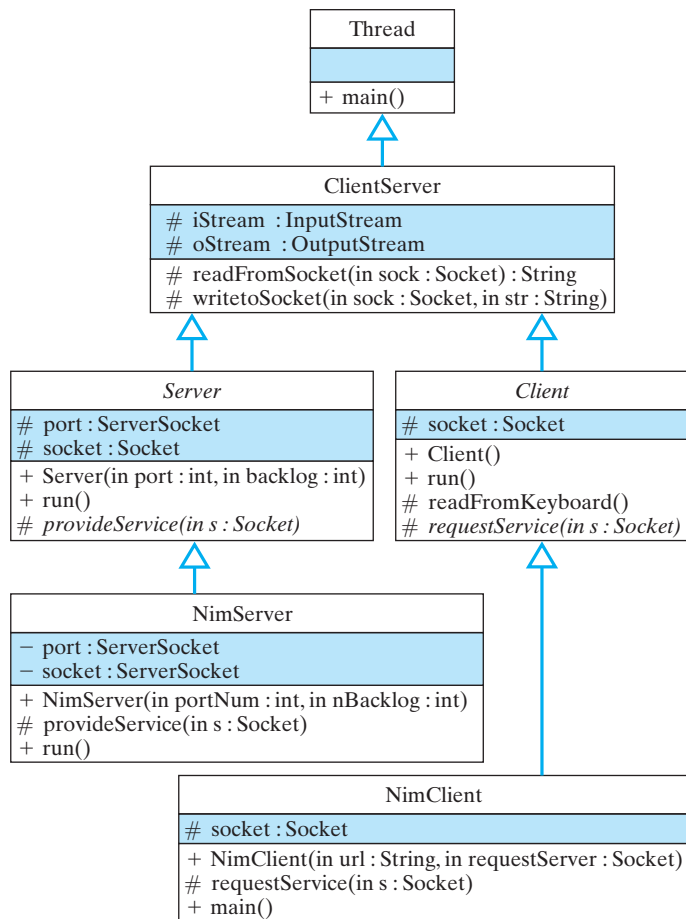 Thread
+ main()
ClientServer
# iStream : InputStream
# oStream : OutputStream
# readFromSocket(in sock : Socket) : String
# writetoSocket(in sock : Socket, in str : String)
Server
# port : ServerSocket
# socket : Socket
+ Server(in port : int, in backlog : int)
+ run()
# provideService(in s : Socket)
Client
# socket : Socket
+ Client()
+ run()
# readFromKeyboard()
# requestService(in s : Socket)
NimServer
− port : ServerSocket
− socket : ServerSocket
+ NimServer(in portNum : int, in nBacklog : int)
# provideService(in s : Socket)
+ run()
NimClient
# socket : Socket
+ NimClient(in url : String, in requestServer : Socket)
# requestService(in s : Socket)
+ main()